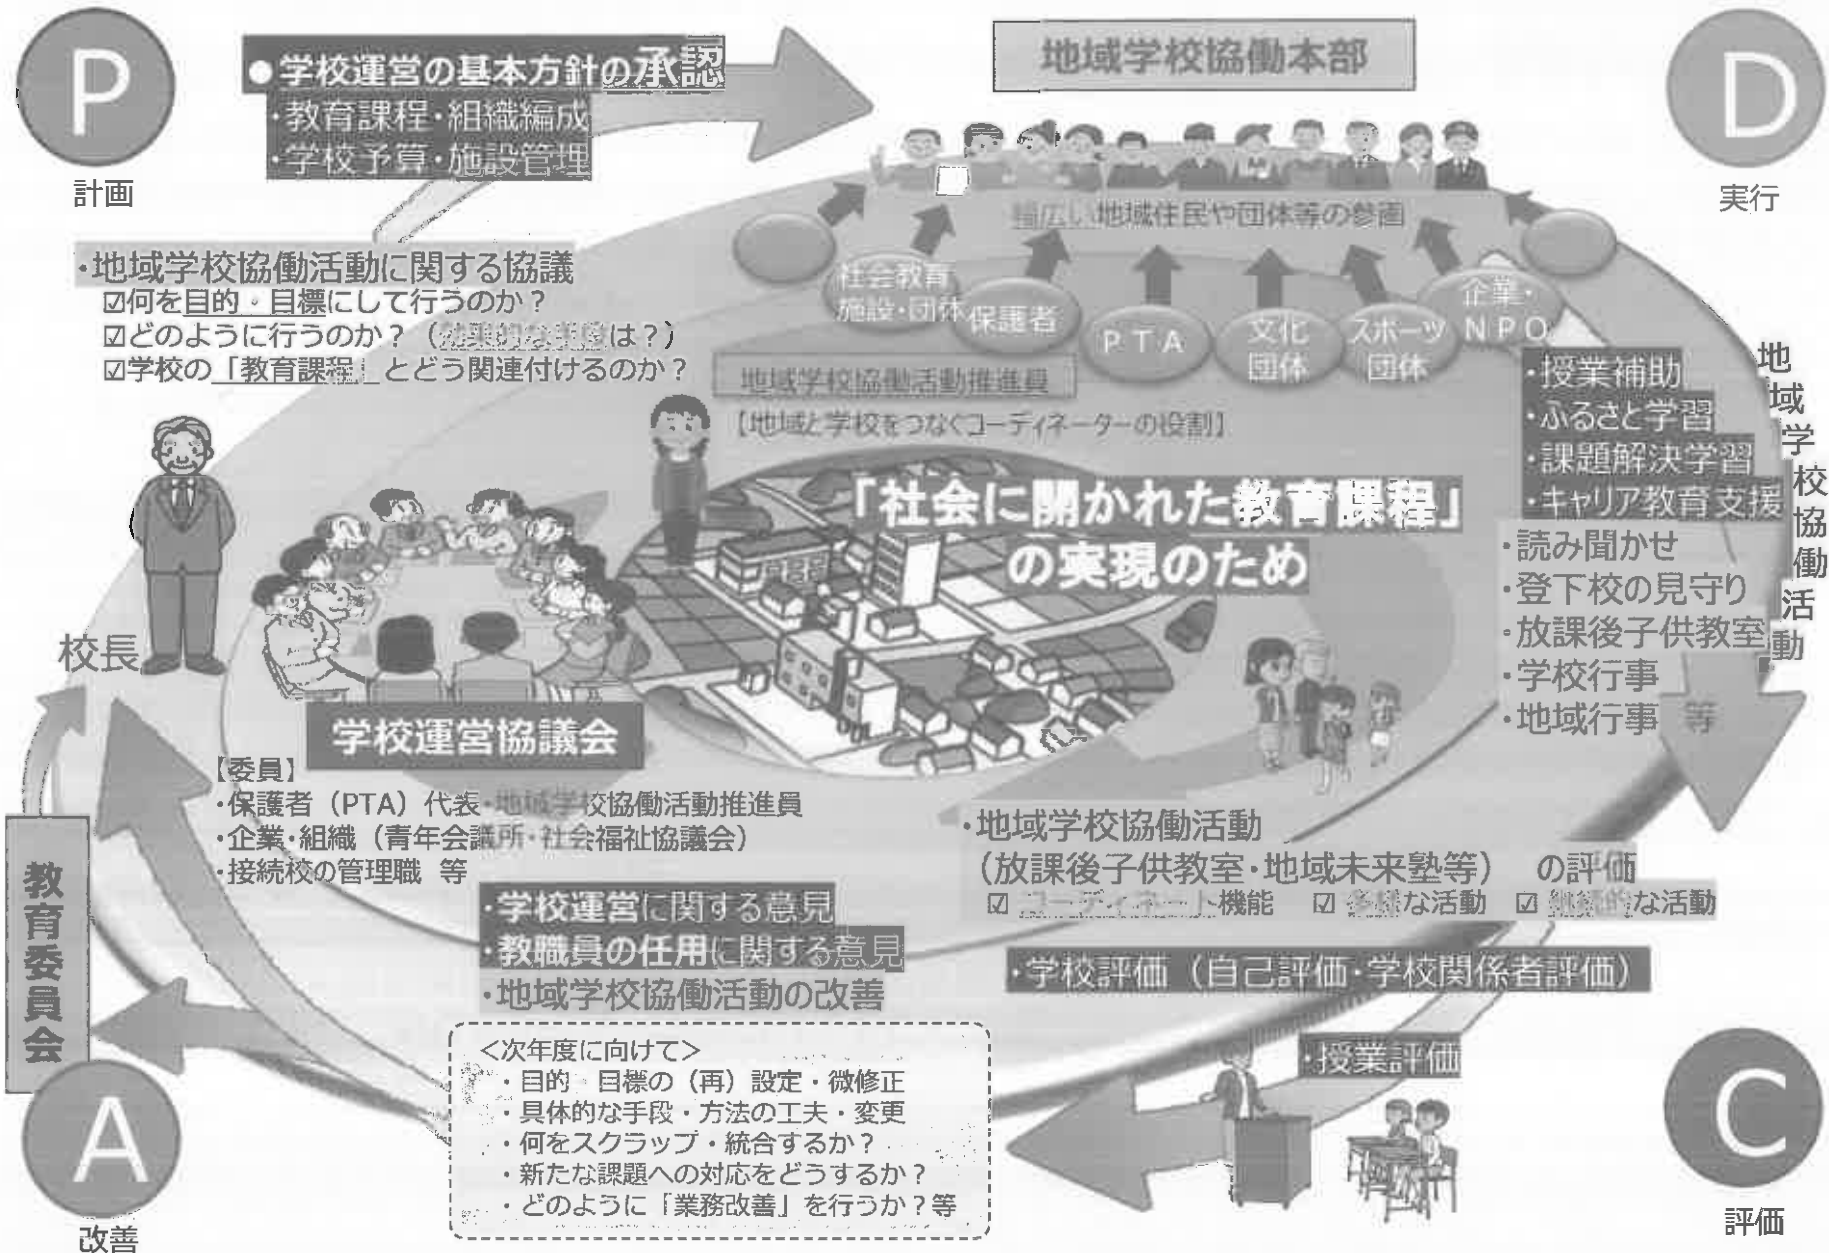 P
計画
●学校運営の基本方針の承認
・教育課程・組織編成
・学校予算・施設管理
・地域学校協働活動に関する協議
☑何を目的・目標にして行うのか？
☑どのように行うのか？（は？）
☑学校の「教育課程」とどう関連付けるのか？
地域学校協働本部
D
実行
幅広い地域住民や団体等の参画
社会教育
施設・団体
保護者
ＰＴＡ
文化
団体
スポーツ
団体
企業・
ＮＰＯ
地域学校協働活動推進員
【地域と学校をつなぐコーディネーターの役割】
「社会に開かれた教育課程」
の実現のため
地域学校協働活動
・授業補助
・ふるさと学習
・課題解決学習
・キャリア教育支援
・読み聞かせ
・登下校の見守り
・放課後子供教室
・学校行事
・地域行事　等
校長
学校運営協議会
【委員】
・保護者（PTA）代表・地域学校協働活動推進員
・企業・組織（青年会議所・社会福祉協議会）
・接続校の管理職 等
・地域学校協働活動
（放課後子供教室・地域未来塾等）　の評価
☑ コーディネート機能　☑ 多様な活動　☑ 継続的な活動
・学校評価（自己評価・学校関係者評価）
・授業評価
C
評価
・学校運営に関する意見
・教職員の任用に関する意見
・地域学校協働活動の改善
＜次年度に向けて＞
・目的・目標の（再）設定・微修正
・具体的な手段・方法の工夫・変更
・何をスクラップ・統合するか？
・新たな課題への対応をどうするか？
・どのように「業務改善」を行うか？等
教育委員会
A
改善